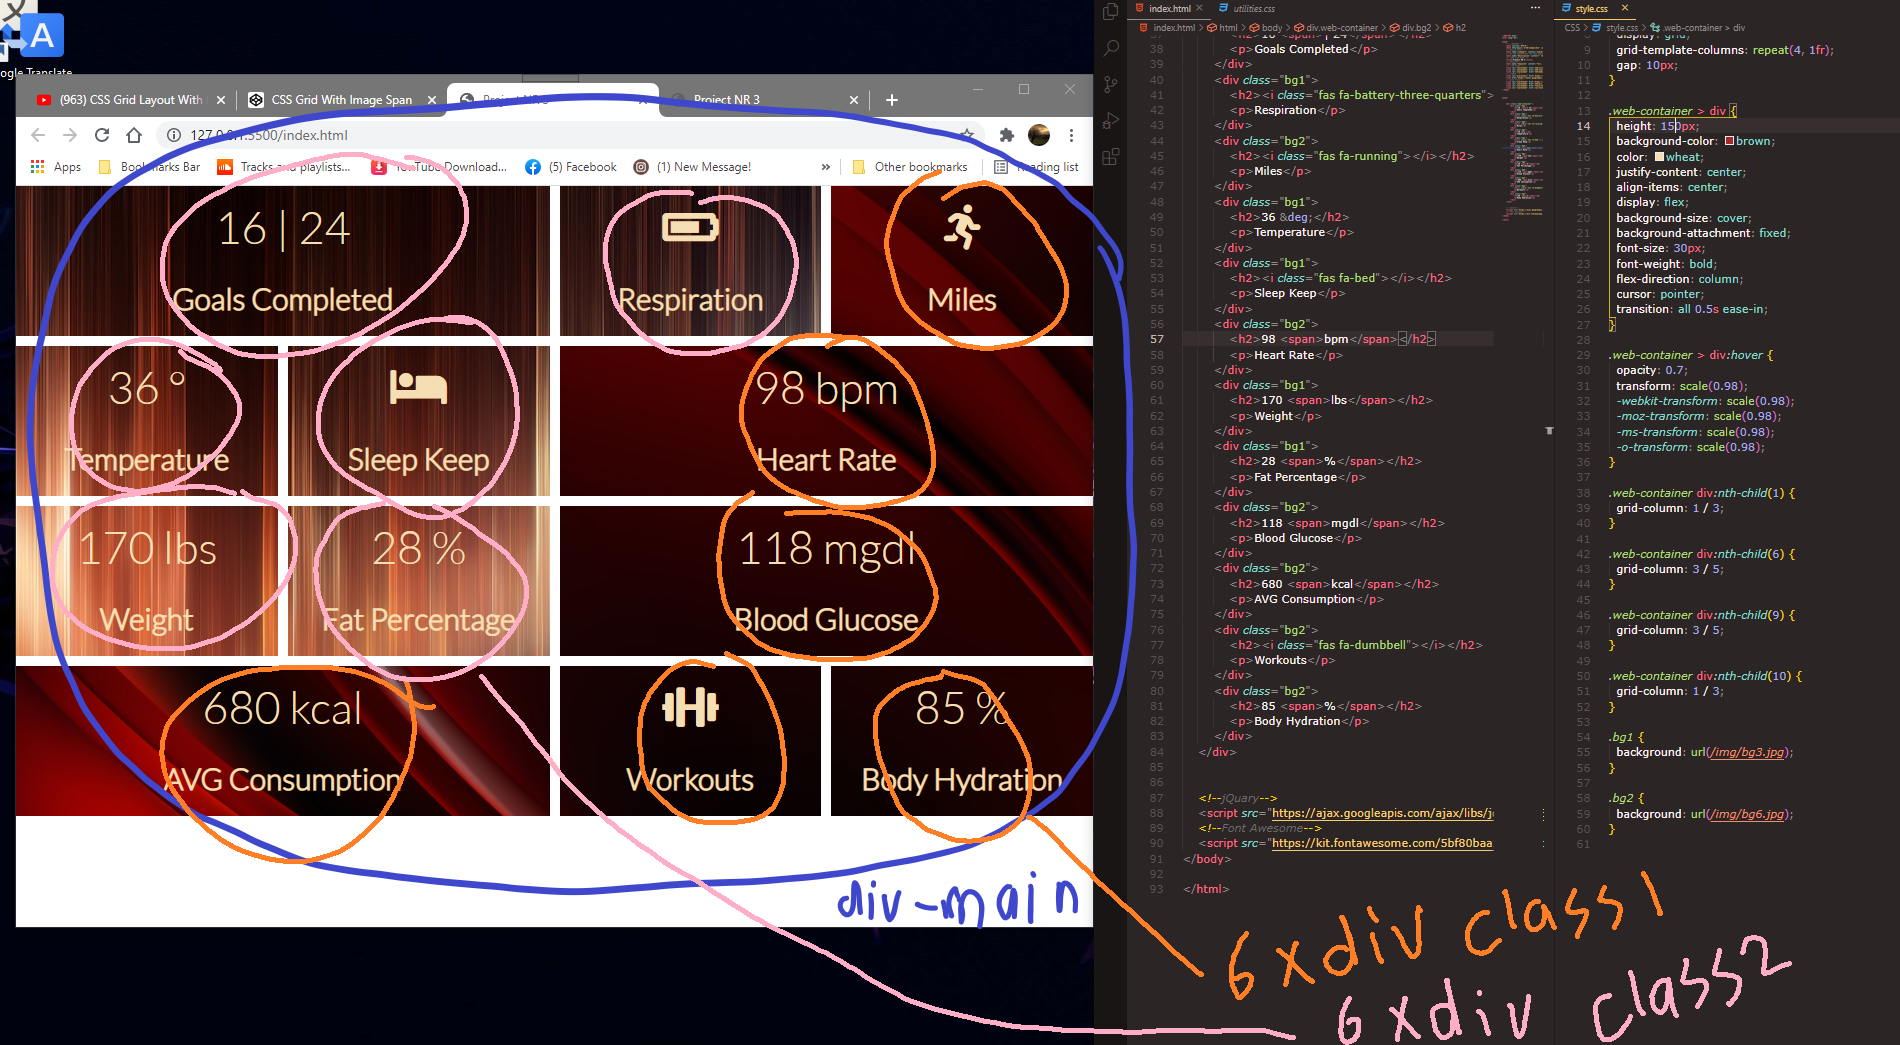 A
ogle Translate
(963) CSS Grid Layout With
CSS Grid With Image Span
Project NR 3
Project NR 3
127.0.0.1:5500/index.html
Apps
Bookmarks Bar
Tracks and playlists...
YouTube Download...
(5) Facebook
(1) New Message!
»
Other bookmarks
Reading list
16 | 24
Goals Completed
Respiration
Miles
36 °
Temperature
Sleep Keep
98 bpm
Heart Rate
170 lbs
Weight
28 %
Fat Percentage
118 mgdl
Blood Glucose
680 kcal
AVG Consumption
Workouts
85 %
Body Hydration
div-main
6 x div class 1
6 x div class 2
index.html
utilities.css
index.html > html > body > div.web-container > div.bg2 > h2
38 <p>Goals Completed</p>
39 </div>
40 <div class="bg1">
41 <h2><i class="fas fa-battery-three-quarters">
42 <p>Respiration</p>
43 </div>
44 <div class="bg2">
45 <h2><i class="fas fa-running"></i></h2>
46 <p>Miles</p>
47 </div>
48 <div class="bg1">
49 <h2>36 &deg;</h2>
50 <p>Temperature</p>
51 </div>
52 <div class="bg1">
53 <h2><i class="fas fa-bed"></i></h2>
54 <p>Sleep Keep</p>
55 </div>
56 <div class="bg2">
57 <h2>98 <span>bpm</span></h2>
58 <p>Heart Rate</p>
59 </div>
60 <div class="bg1">
61 <h2>170 <span>lbs</span></h2>
62 <p>Weight</p>
63 </div>
64 <div class="bg1">
65 <h2>28 <span>%</span></h2>
66 <p>Fat Percentage</p>
67 </div>
68 <div class="bg2">
69 <h2>118 <span>mgdl</span></h2>
70 <p>Blood Glucose</p>
71 </div>
72 <div class="bg2">
73 <h2>680 <span>kcal</span></h2>
74 <p>AVG Consumption</p>
75 </div>
76 <div class="bg2">
77 <h2><i class="fas fa-dumbbell"></i></h2>
78 <p>Workouts</p>
79 </div>
80 <div class="bg2">
81 <h2>85 <span>%</span></h2>
82 <p>Body Hydration</p>
83 </div>
84 </div>
85
86
87 <!--jQuary-->
88 <script src="https://ajax.googleapis.com/ajax/libs/j
89 <!--Font Awesome-->
90 <script src="https://kit.fontawesome.com/5bf80baa
91 </body>
92
93 </html>
style.css
CSS > style.css > .web-container > div
9 grid-template-columns: repeat(4, 1fr);
10 gap: 10px;
11 }
12
13 .web-container > div {
14 height: 150px;
15 background-color: brown;
16 color: wheat;
17 justify-content: center;
18 align-items: center;
19 display: flex;
20 background-size: cover;
21 background-attachment: fixed;
22 font-size: 30px;
23 font-weight: bold;
24 flex-direction: column;
25 cursor: pointer;
26 transition: all 0.5s ease-in;
27 }
28
29 .web-container > div:hover {
30 opacity: 0.7;
31 transform: scale(0.98);
32 -webkit-transform: scale(0.98);
33 -moz-transform: scale(0.98);
34 -ms-transform: scale(0.98);
35 -o-transform: scale(0.98);
36 }
37
38 .web-container div:nth-child(1) {
39 grid-column: 1 / 3;
40 }
41
42 .web-container div:nth-child(6) {
43 grid-column: 3 / 5;
44 }
45
46 .web-container div:nth-child(9) {
47 grid-column: 3 / 5;
48 }
49
50 .web-container div:nth-child(10) {
51 grid-column: 1 / 3;
52 }
53
54 .bg1 {
55 background: url(/img/bg3.jpg);
56 }
57
58 .bg2 {
59 background: url(/img/bg6.jpg);
60 }
61